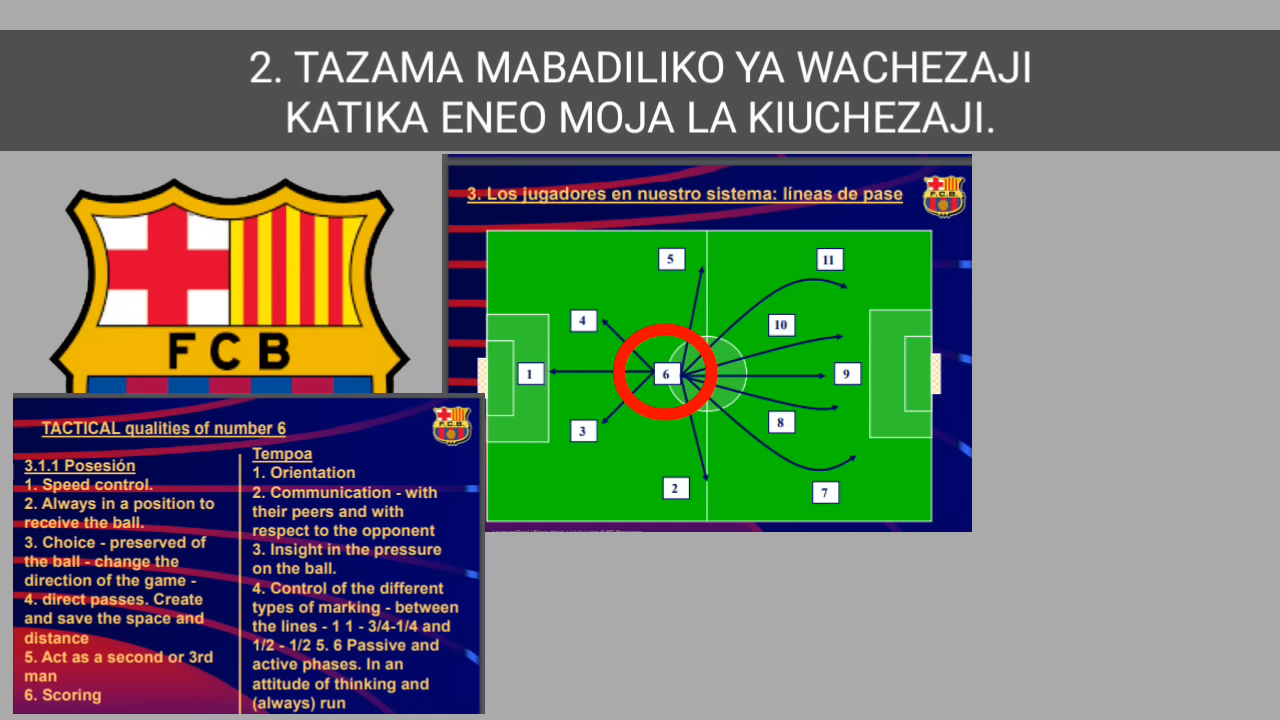 2. TAZAMA MABADILIKO YA WACHEZAJI
KATIKA ENEO MOJA LA KIUCHEZAJI.
F C B
3. Los jugadores en nuestro sistema: líneas de pase
F.C.B.
5
11
4
10
1
6
9
3
8
2
7
TACTICAL qualities of number 6
F.C.B.
3.1.1 Posesión
1. Speed control.
2. Always in a position to
receive the ball.
3. Choice - preserved of
the ball - change the
direction of the game -
4. direct passes. Create
and save the space and
distance
5. Act as a second or 3rd
man
6. Scoring
Tempoa
1. Orientation
2. Communication - with
their peers and with
respect to the opponent
3. Insight in the pressure
on the ball.
4. Control of the different
types of marking - between
the lines - 1 1 - 3/4-1/4 and
1/2 - 1/2 5. 6 Passive and
active phases. In an
attitude of thinking and
(always) run